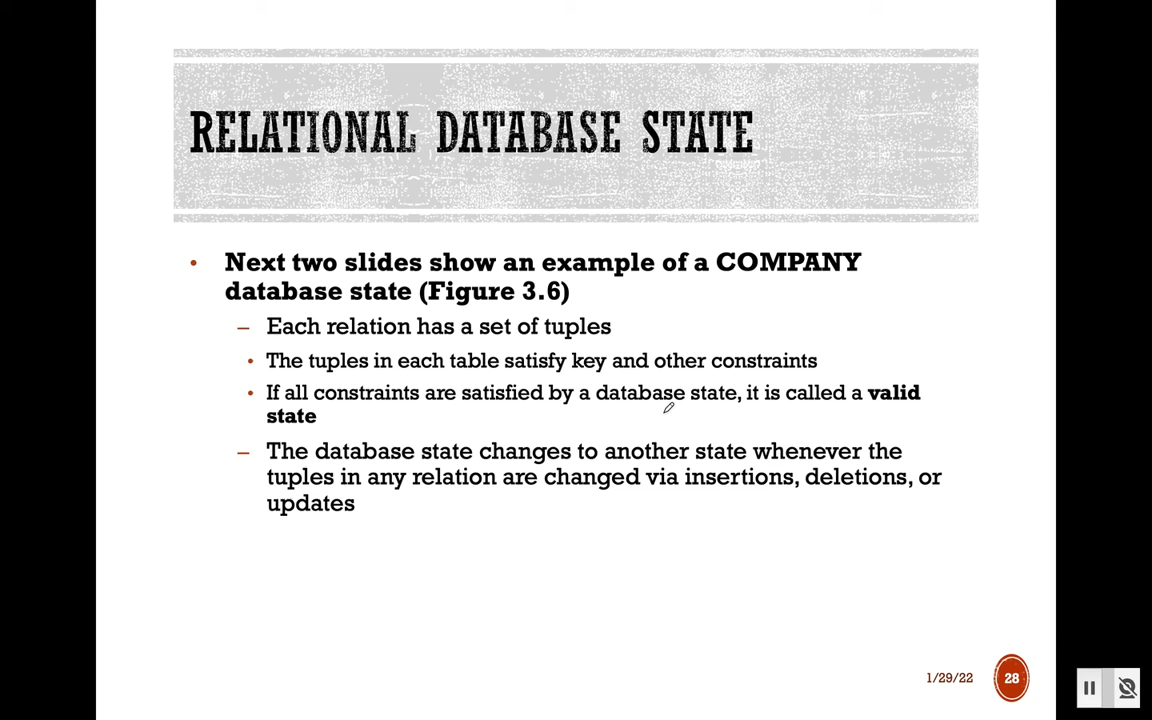 RELATIONAL DATABASE STATE
• Next two slides show an example of a COMPANY
database state (Figure 3.6)
– Each relation has a set of tuples
• The tuples in each table satisfy key and other constraints
• If all constraints are satisfied by a database state, it is called a valid
state
– The database state changes to another state whenever the
tuples in any relation are changed via insertions, deletions, or
updates
1/29/22
28